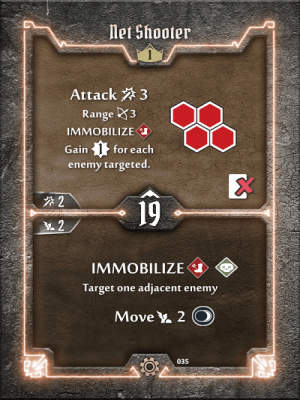 Net Shooter
1
Attack 3
Range 3
IMMOBILIZE
Gain 1 for each
enemy targeted.
2
19
2
IMMOBILIZE
Target one adjacent enemy
Move 2
035